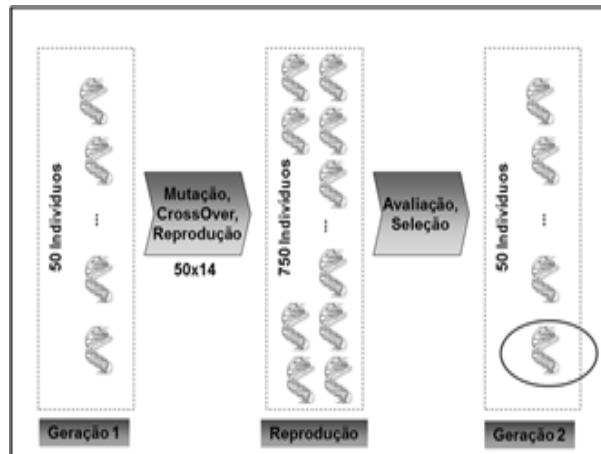 50 Indivíduos
...
Mutação,
CrossOver,
Reprodução
50x14
750 Indivíduos
...
Avaliação,
Seleção
50 Indivíduos
...
Geração 1
Reprodução
Geração 2